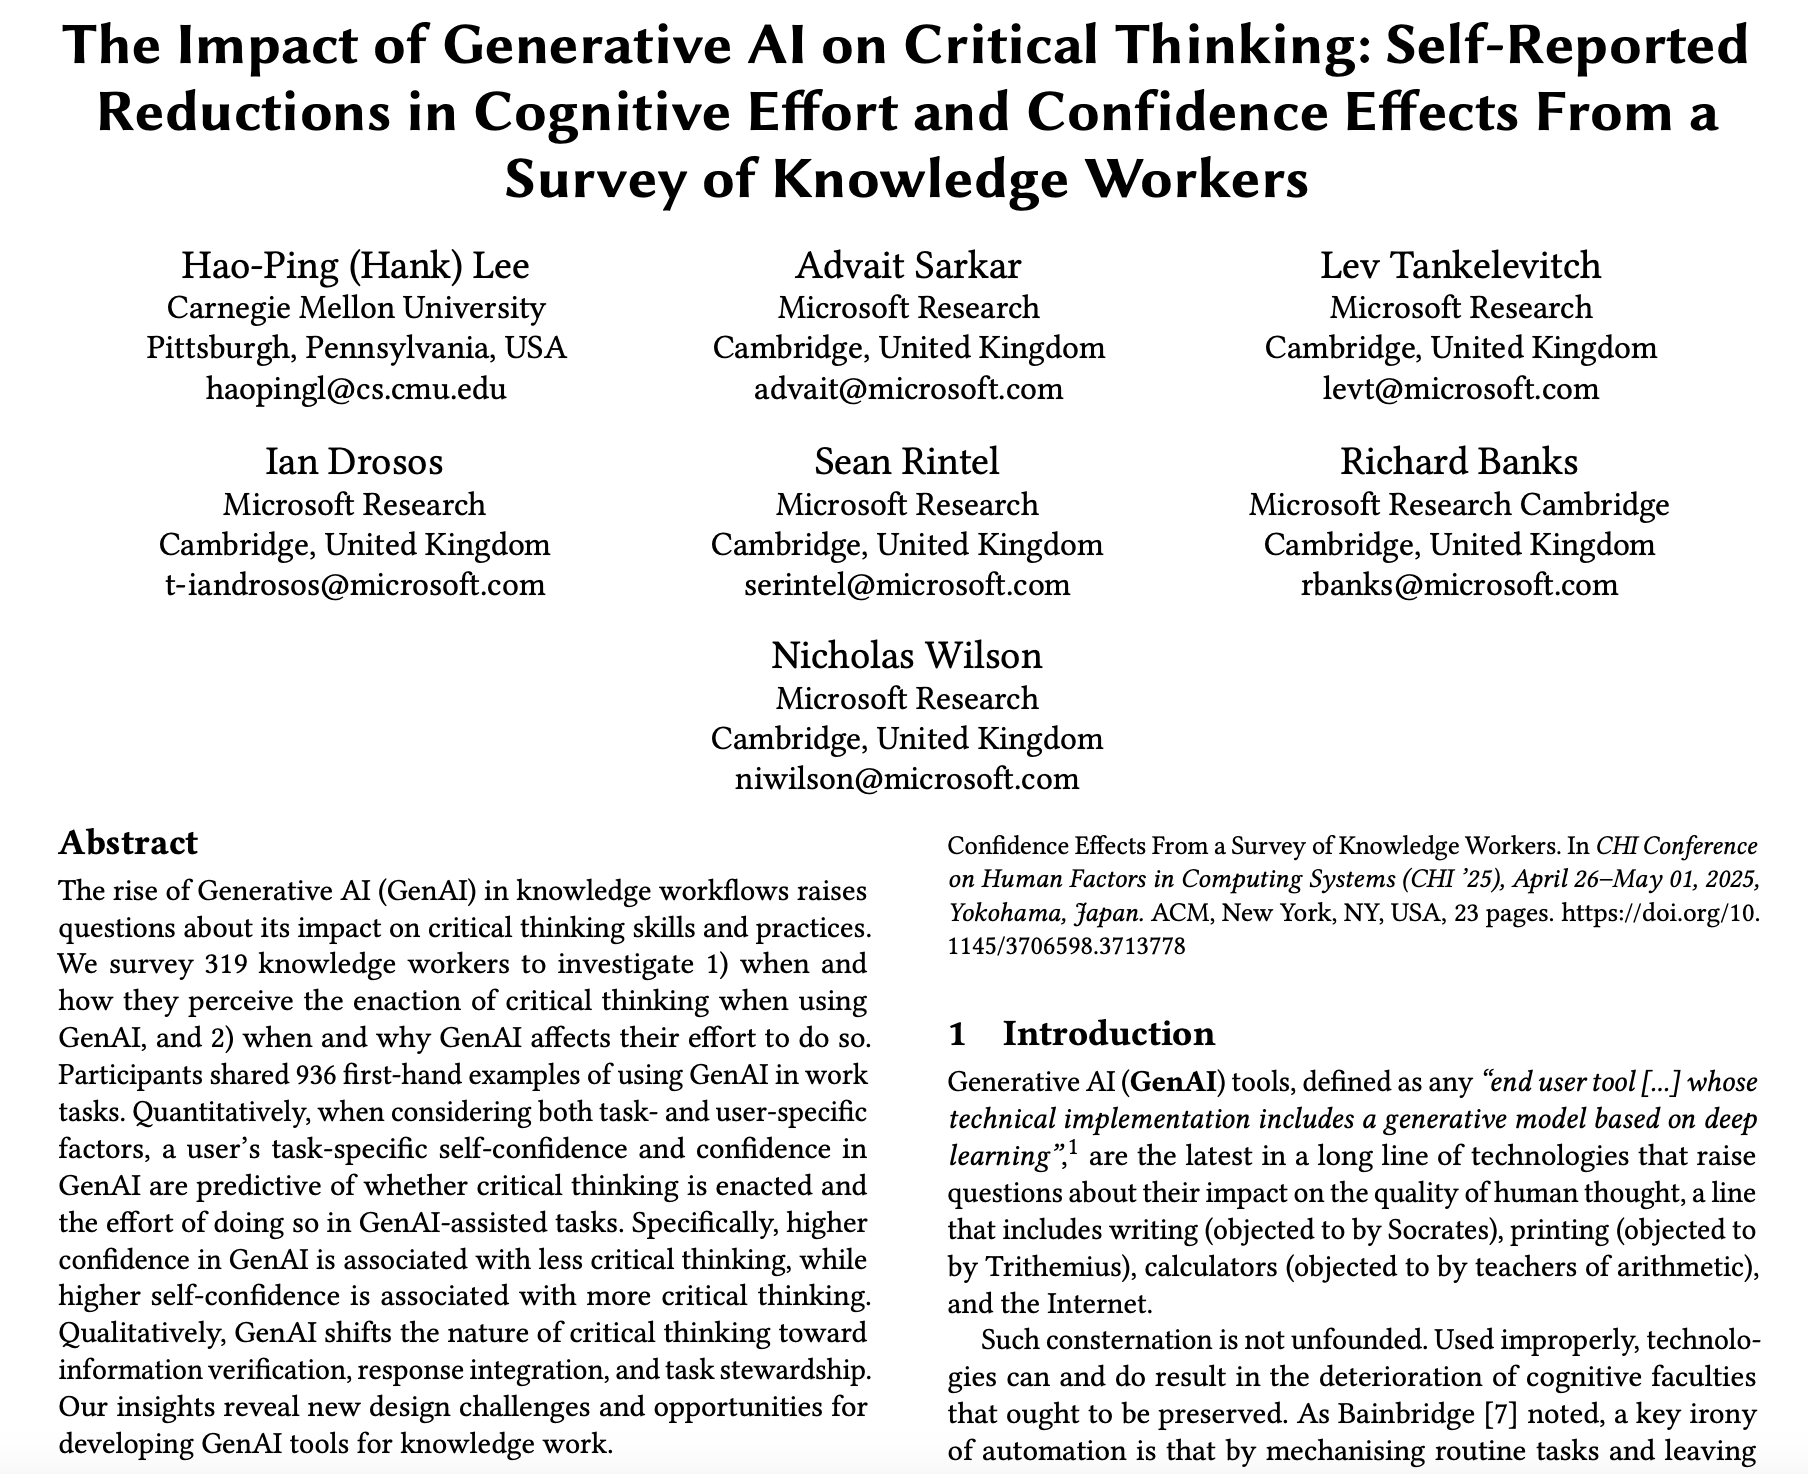 The Impact of Generative AI on Critical Thinking: Self-Reported
Reductions in Cognitive Effort and Confidence Effects From a
Survey of Knowledge Workers
Hao-Ping (Hank) Lee
Carnegie Mellon University
Pittsburgh, Pennsylvania, USA
haopingl@cs.cmu.edu
Advait Sarkar
Microsoft Research
Cambridge, United Kingdom
advait@microsoft.com
Lev Tankelevitch
Microsoft Research
Cambridge, United Kingdom
levt@microsoft.com
Ian Drosos
Microsoft Research
Cambridge, United Kingdom
t-iandrosos@microsoft.com
Sean Rintel
Microsoft Research
Cambridge, United Kingdom
serintel@microsoft.com
Richard Banks
Microsoft Research Cambridge
Cambridge, United Kingdom
rbanks@microsoft.com
Nicholas Wilson
Microsoft Research
Cambridge, United Kingdom
niwilson@microsoft.com
Abstract
The rise of Generative AI (GenAI) in knowledge workflows raises
questions about its impact on critical thinking skills and practices.
We survey 319 knowledge workers to investigate 1) when and
how they perceive the enaction of critical thinking when using
GenAI, and 2) when and why GenAI affects their effort to do so.
Participants shared 936 first-hand examples of using GenAI in work
tasks. Quantitatively, when considering both task- and user-specific
factors, a user’s task-specific self-confidence and confidence in
GenAI are predictive of whether critical thinking is enacted and
the effort of doing so in GenAI-assisted tasks. Specifically, higher
confidence in GenAI is associated with less critical thinking, while
higher self-confidence is associated with more critical thinking.
Qualitatively, GenAI shifts the nature of critical thinking toward
information verification, response integration, and task stewardship.
Our insights reveal new design challenges and opportunities for
developing GenAI tools for knowledge work.
Confidence Effects From a Survey of Knowledge Workers. In CHI Conference
on Human Factors in Computing Systems (CHI ’25), April 26–May 01, 2025,
Yokohama, Japan. ACM, New York, NY, USA, 23 pages. https://doi.org/10.
1145/3706598.3713778
1 Introduction
Generative AI (GenAI) tools, defined as any “end user tool [...] whose
technical implementation includes a generative model based on deep
learning”,1 are the latest in a long line of technologies that raise
questions about their impact on the quality of human thought, a line
that includes writing (objected to by Socrates), printing (objected to
by Trithemius), calculators (objected to by teachers of arithmetic),
and the Internet.
Such consternation is not unfounded. Used improperly, technolo-
gies can and do result in the deterioration of cognitive faculties
that ought to be preserved. As Bainbridge [7] noted, a key irony
of automation is that by mechanising routine tasks and leaving